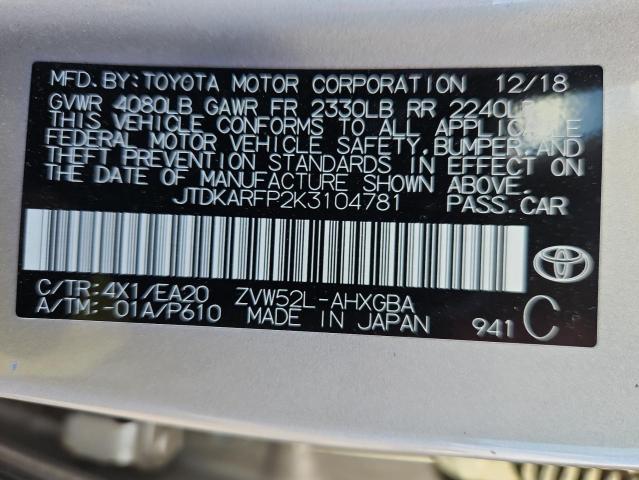 MFD.BY:TOYOTA MOTOR CORPORATION 12/18
GVWR 4080LB GAWR FR 2330LB RR 2240LB
THIS VEHICLE CONFORMS TO ALL APPLICABLE
FEDERAL MOTOR VEHICLE SAFETY,BUMPER,AND
THEFT PREVENTION STANDARDS IN EFFECT ON
THE DATE OF MANUFACTURE SHOWN ABOVE.
JTDKARFP2K3104781 PASS.CAR
C/TR:4X1/EA20 ZVW52L-AHXGBA
A/TM:-01A/P610 MADE IN JAPAN 941 C